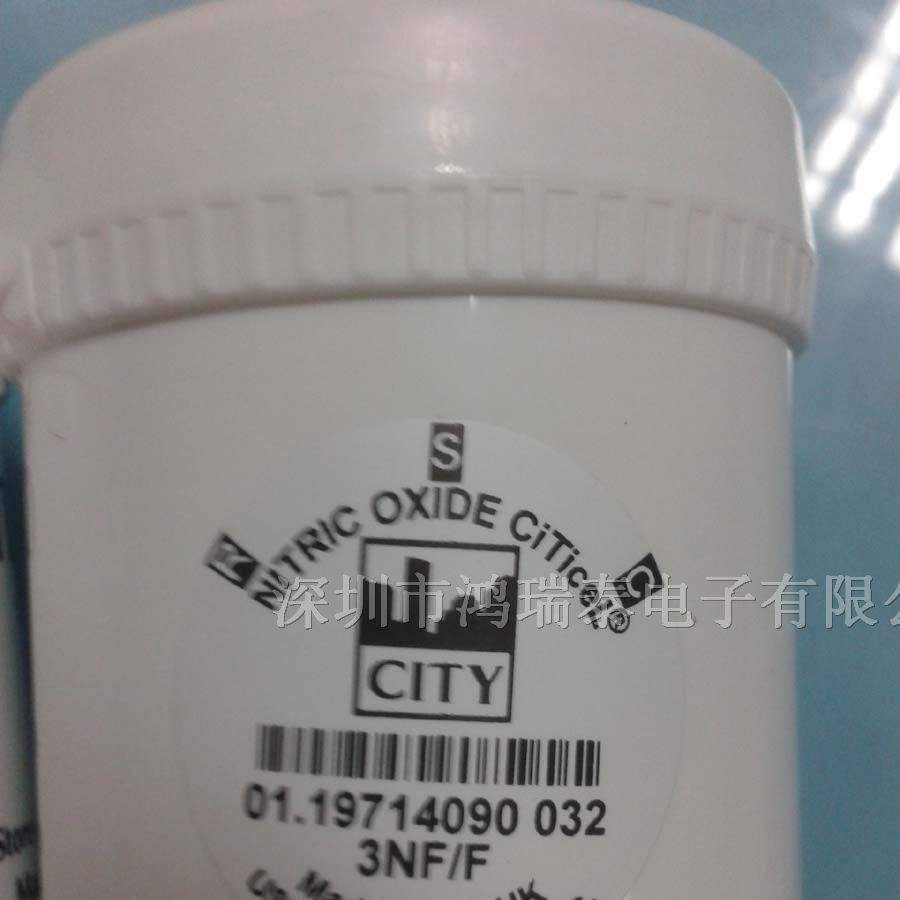 S
R
C
NITRIC OXIDE CiTiceL®
深圳市鸿瑞泰电子有限公
CITY
01.19714090 032
3NF/F
UK